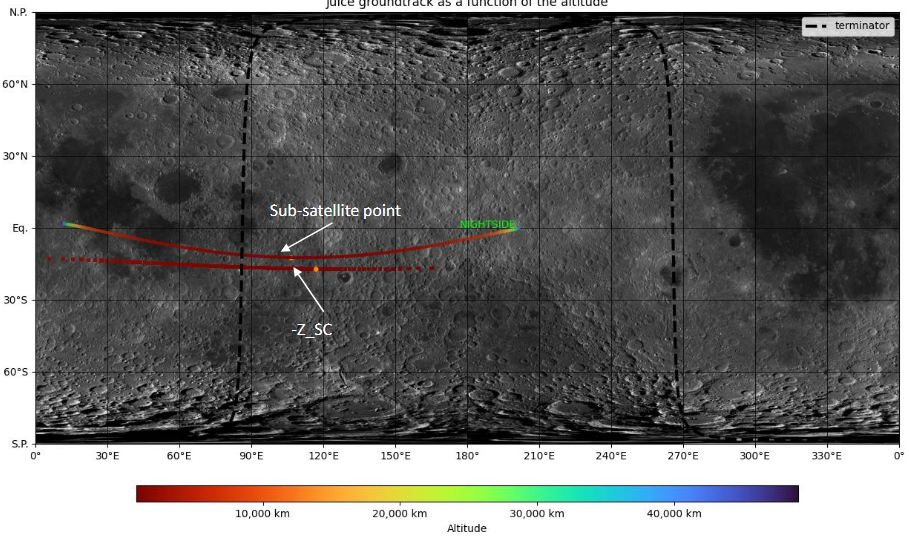 Juice groundtrack as a function of the altitude
N.P.
terminator
60°N
30°N
Sub-satellite point
Eq.
NIGHTSIDE
30°S
-Z_SC
60°S
S.P.
0° 30°E 60°E 90°E 120°E 150°E 180° 210°E 240°E 270°E 300°E 330°E 0°
10,000 km 20,000 km 30,000 km 40,000 km
Altitude